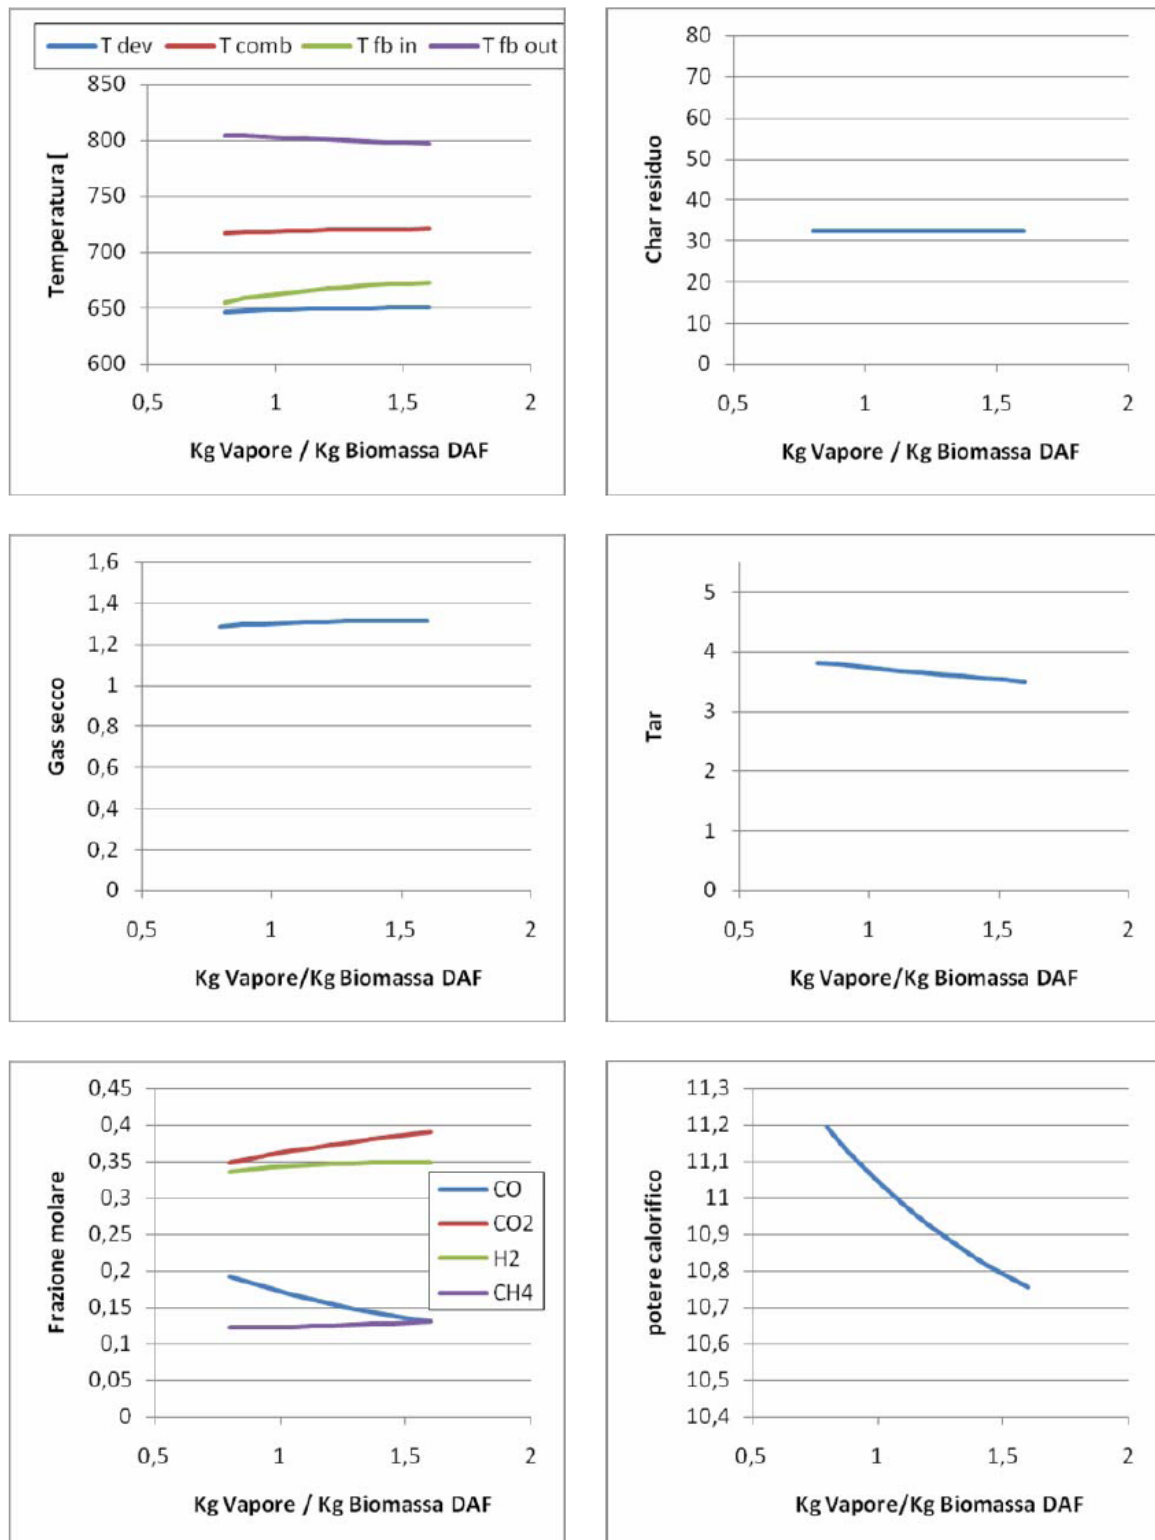 T dev T comb T fb in T fb out
850
800
750
700
650
600
Temperatura [
0,5 1 1,5 2
Kg Vapore / Kg Biomassa DAF
80
70
60
50
40
30
20
10
0
Char residuo
0,5 1 1,5 2
Kg Vapore / Kg Biomassa DAF
1,6
1,4
1,2
1
0,8
0,6
0,4
0,2
0
Gas secco
0,5 1 1,5 2
Kg Vapore/Kg Biomassa DAF
5
4
3
2
1
0
Tar
0,5 1 1,5 2
Kg Vapore/Kg Biomassa DAF
0,45
0,4
0,35
0,3
0,25
0,2
0,15
0,1
0,05
0
Frazione molare
CO
CO2
H2
CH4
0,5 1 1,5 2
Kg Vapore / Kg Biomassa DAF
11,3
11,2
11,1
11
10,9
10,8
10,7
10,6
10,5
10,4
potere calorifico
0,5 1 1,5 2
Kg Vapore/Kg Biomassa DAF